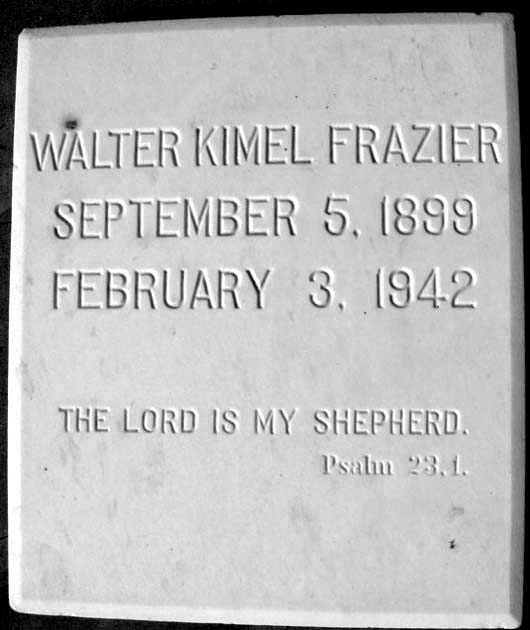 WALTER KIMEL FRAZIER
SEPTEMBER 5, 1899
FEBRUARY 3, 1942
THE LORD IS MY SHEPHERD.
Psalm 23,1.